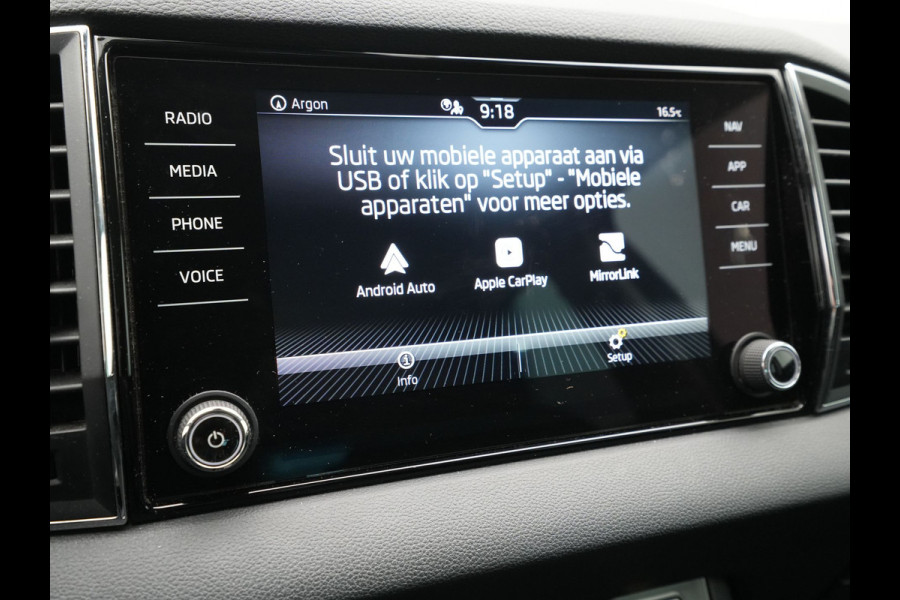 RADIO
MEDIA
PHONE
VOICE
Argon
9:18
16.5°C
Sluit uw mobiele apparaat aan via
USB of klik op "Setup" - "Mobiele
apparaten" voor meer opties.
Android Auto
Apple CarPlay
MirrorLink
Info
Setup
NAV
APP
CAR
MENU